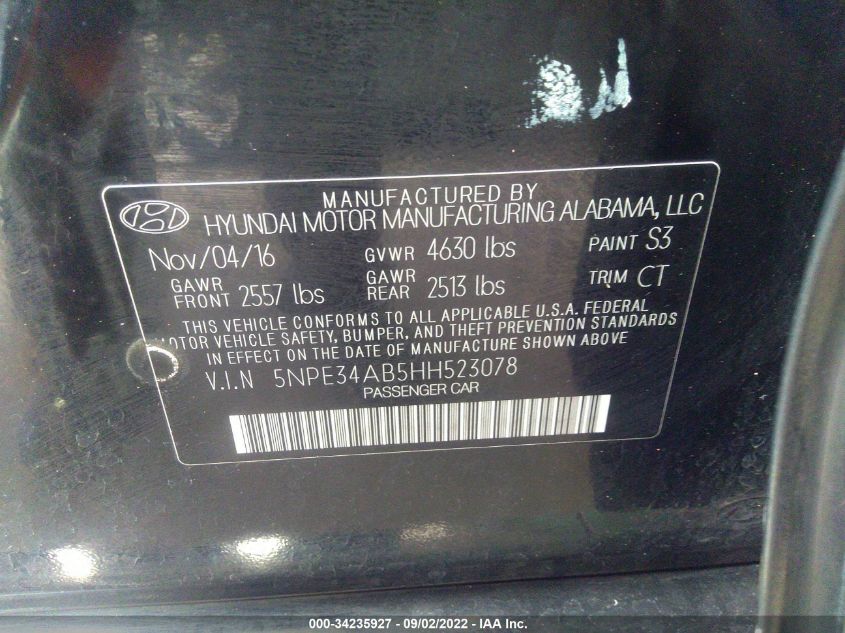 MANUFACTURED BY
HYUNDAI MOTOR MANUFACTURING ALABAMA, LLC
Nov/04/16 GVWR 4630 lbs PAINT S3
GAWR FRONT 2557 lbs GAWR REAR 2513 lbs TRIM CT
THIS VEHICLE CONFORMS TO ALL APPLICABLE U.S.A. FEDERAL
MOTOR VEHICLE SAFETY, BUMPER, AND THEFT PREVENTION STANDARDS
IN EFFECT ON THE DATE OF MANUFACTURE SHOWN ABOVE
V.I.N 5NPE34AB5HH523078
PASSENGER CAR
000-34235927 - 09/02/2022 - IAA Inc.